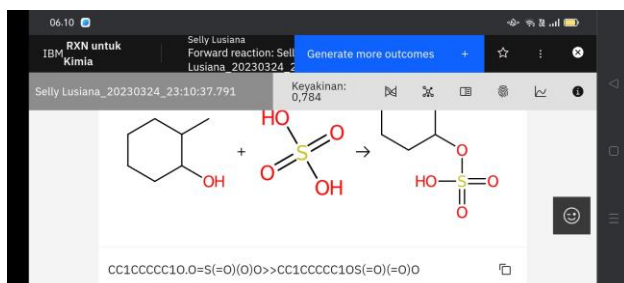 06.10
IBM RXN untuk Kimia
Selly Lusiana
Forward reaction: Sell
Lusiana_20230324_2
Generate more outcomes +
Selly Lusiana_20230324_23:10:37.791
Keyakinan:
0,784
HO
O
S
O
OH
OH
+
→
O
HO S O
O
CC1CCCCC1O.O=S(=O)(O)O>>CC1CCCCC1OS(=O)(=O)O